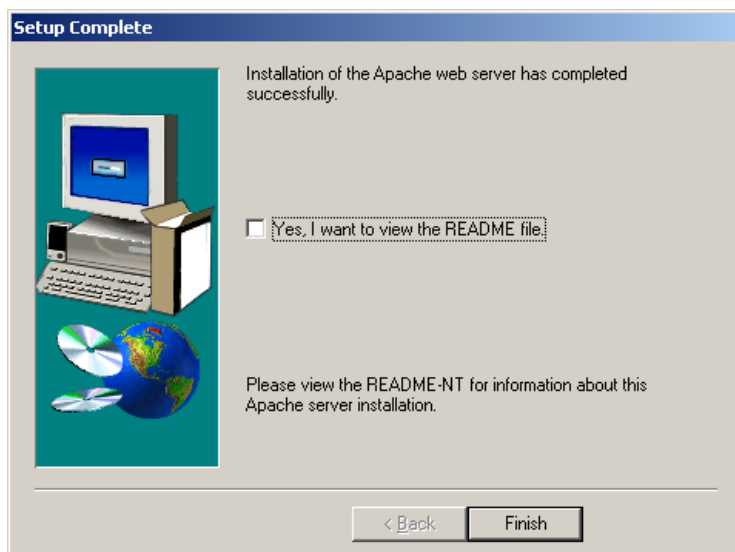 Setup Complete
Installation of the Apache web server has completed
successfully.
Yes, I want to view the README file.
Please view the README-NT for information about this
Apache server installation.
< Back
Finish